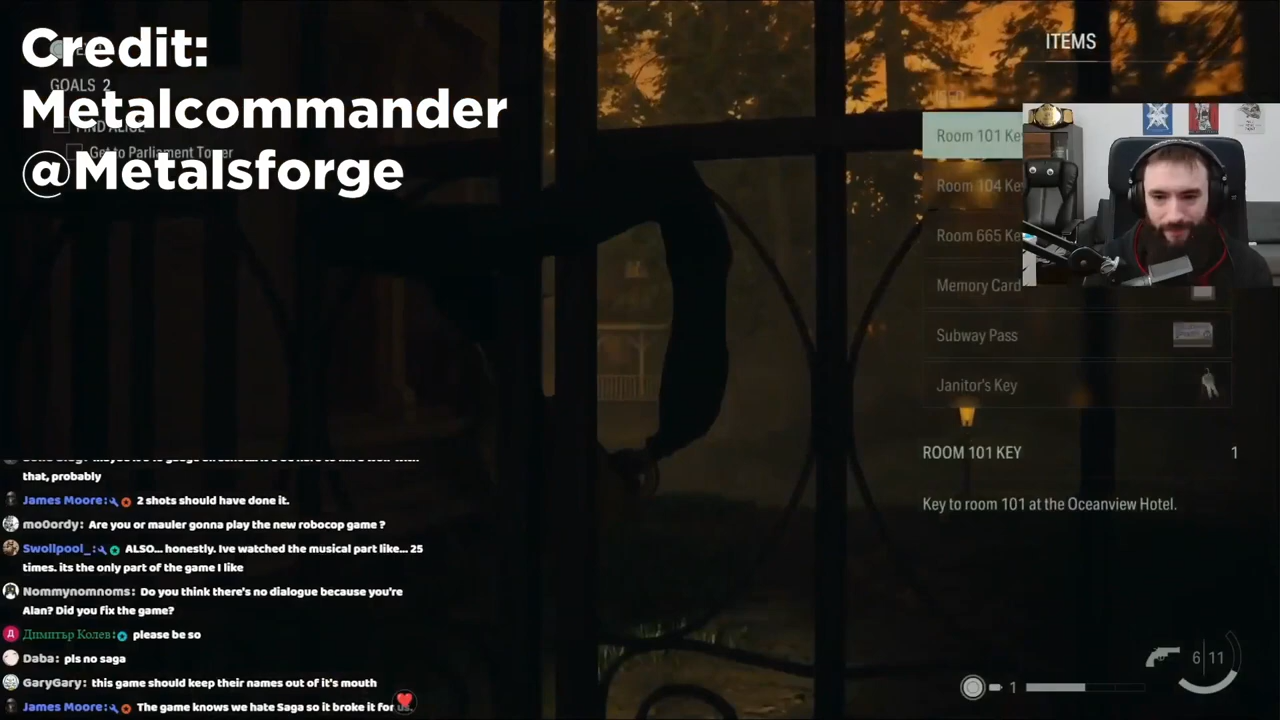 Credit:
Metalcommander
@Metalsforge
GOALS 2
FIND ALICE
Get to Parliament Tower
ITEMS
Room 101 Key
Room 104 Key
Room 665 Key
Memory Card
Subway Pass
Janitor's Key
ROOM 101 KEY 1
Key to room 101 at the Oceanview Hotel.
6|11
1
that, probably
James Moore: 2 shots should have done it.
mo0ordy: Are you or mauler gonna play the new robocop game ?
Swollpool_: ALSO... honestly. Ive watched the musical part like... 25
times. its the only part of the game I like
Nommynomnoms: Do you think there's no dialogue because you're
Alan? Did you fix the game?
Д Димитър Колев: please be so
Daba: pls no saga
GaryGary: this game should keep their names out of it's mouth
James Moore: The game knows we hate Saga so it broke it for us.